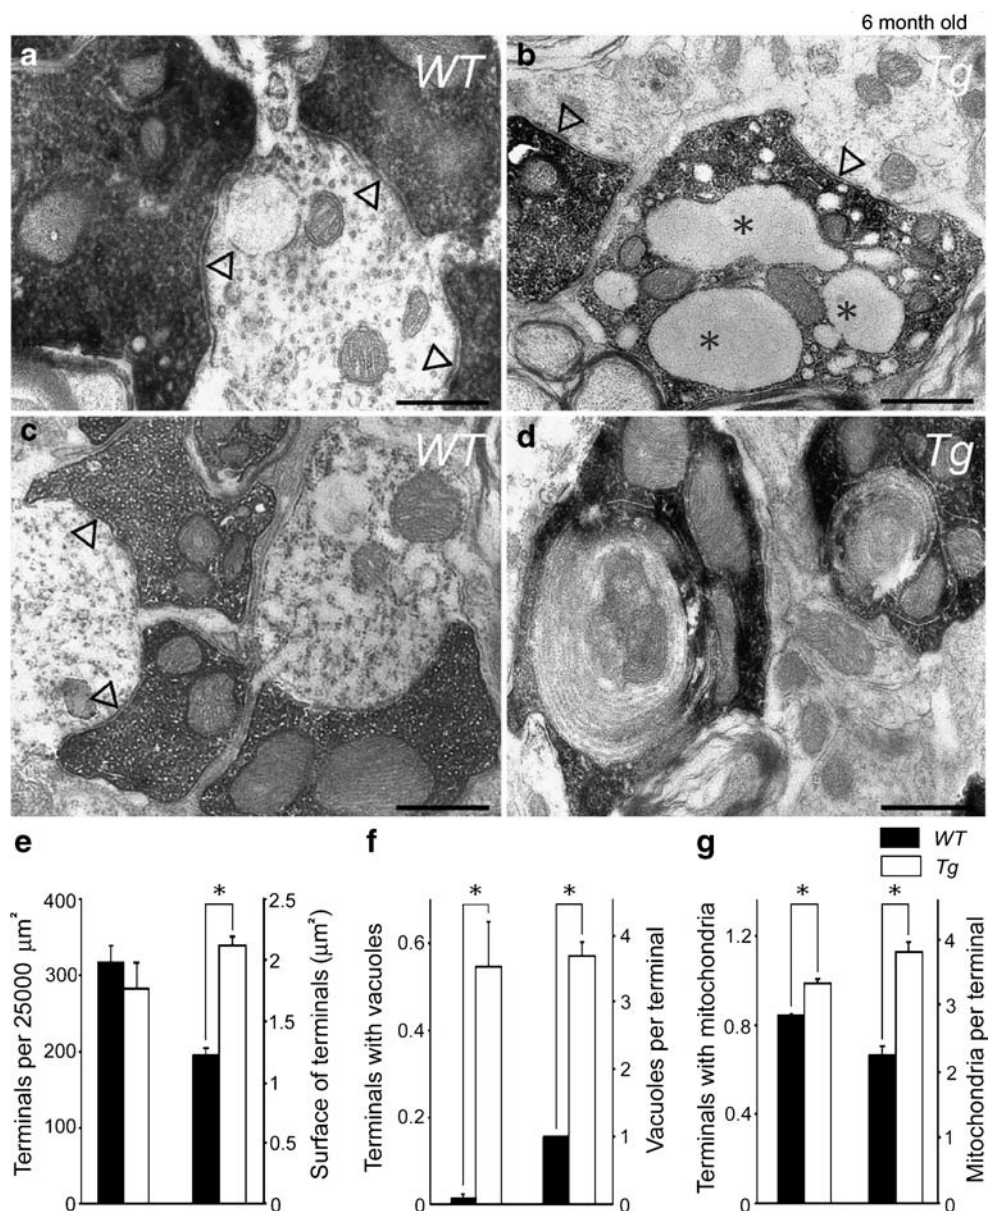 6 month old
a
WT
b
Tg
*
*
*
c
WT
d
Tg
e
f
g
WT
Tg
400
300
200
100
0
Terminals per 25000 μm²
*
2.5
2
1.5
1
0.5
0
Surface of terminals (μm²)
0.6
0.4
0.2
0
Terminals with vacuoles
*
*
4
3
2
1
0
Vacuoles per terminal
1.2
0.8
0.4
0
Terminals with mitochondria
*
*
4
3
2
1
0
Mitochondria per terminal